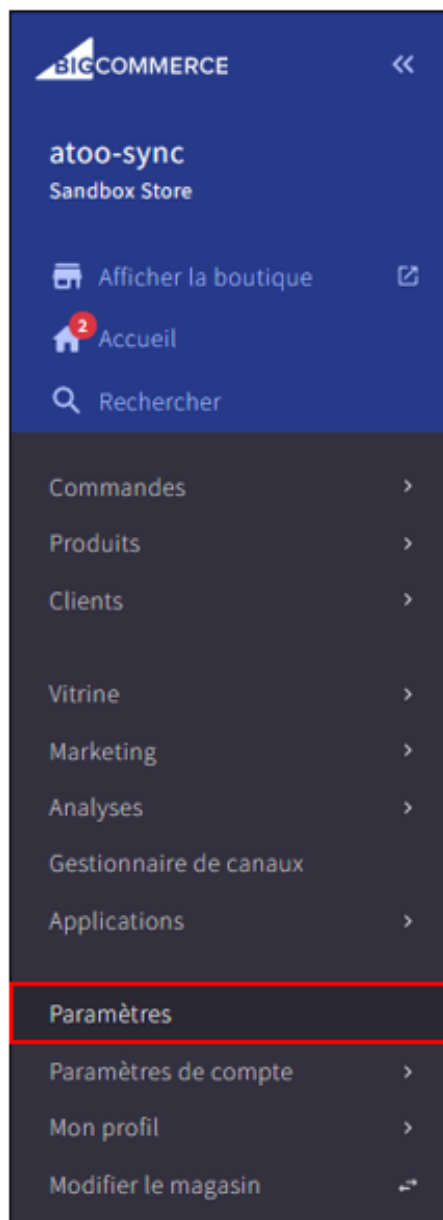 BIGCOMMERCE
atoo-sync
Sandbox Store
Afficher la boutique
2
Accueil
Rechercher
Commandes
Produits
Clients
Vitrine
Marketing
Analyses
Gestionnaire de canaux
Applications
Paramètres
Paramètres de compte
Mon profil
Modifier le magasin